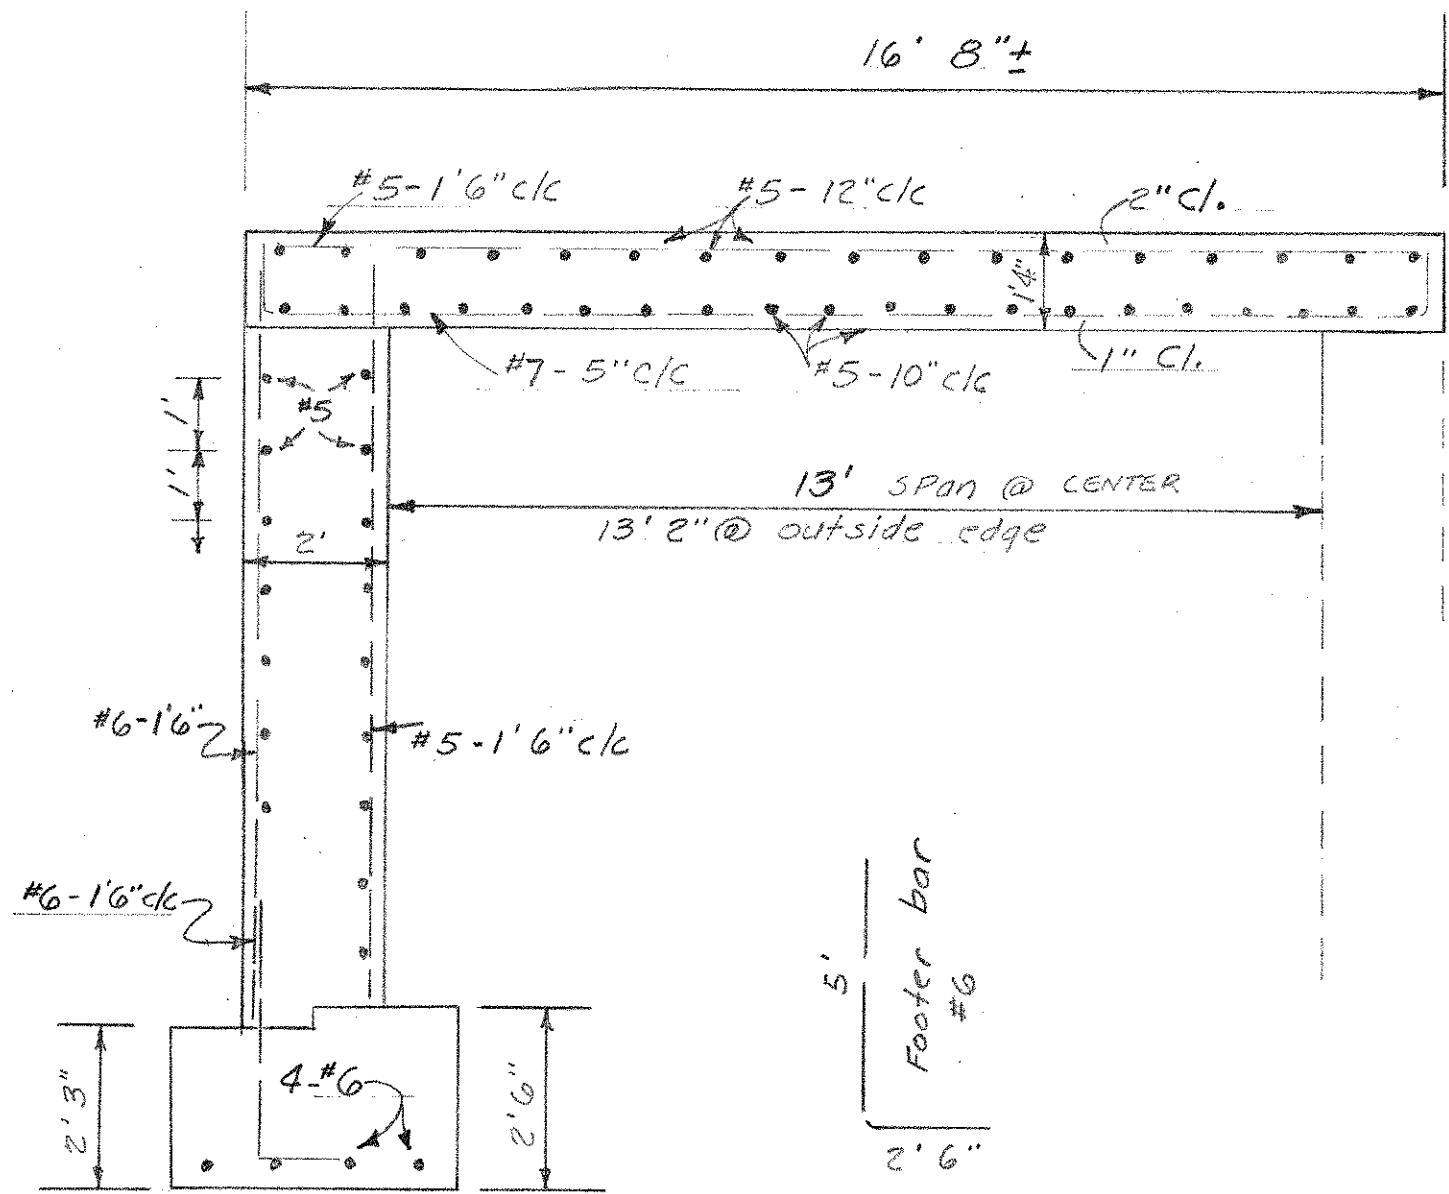 16' 8"±
#5-1'6" c/c
#5-12" c/c
2" Cl.
1'4"
#7-5" c/c
#5-10" c/c
1" Cl.
1'
#5
1'
13' SPan @ CENTER
13' 2" @ outside edge
2'
#6-1'6"
#5-1'6" c/c
#6-1'6" c/c
5'
Footer bar
#6
2' 6"
4-#6
2' 3"
2' 6"